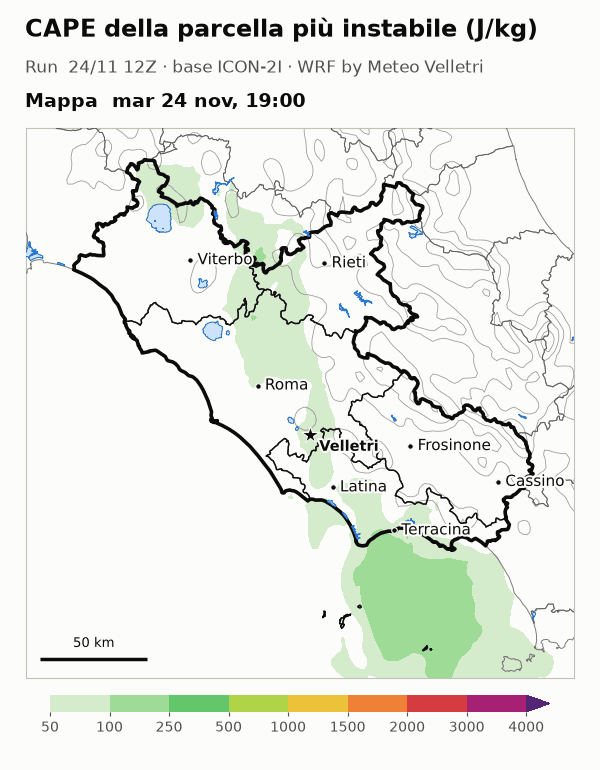 CAPE della parcella più instabile (J/kg)
Run  24/11 12Z · base ICON-2I · WRF by Meteo Velletri
Mappa  mar 24 nov, 19:00
Viterbo
Rieti
Roma
Velletri
Frosinone
Latina
Cassino
Terracina
50 km
50 100 250 500 1000 1500 2000 3000 4000